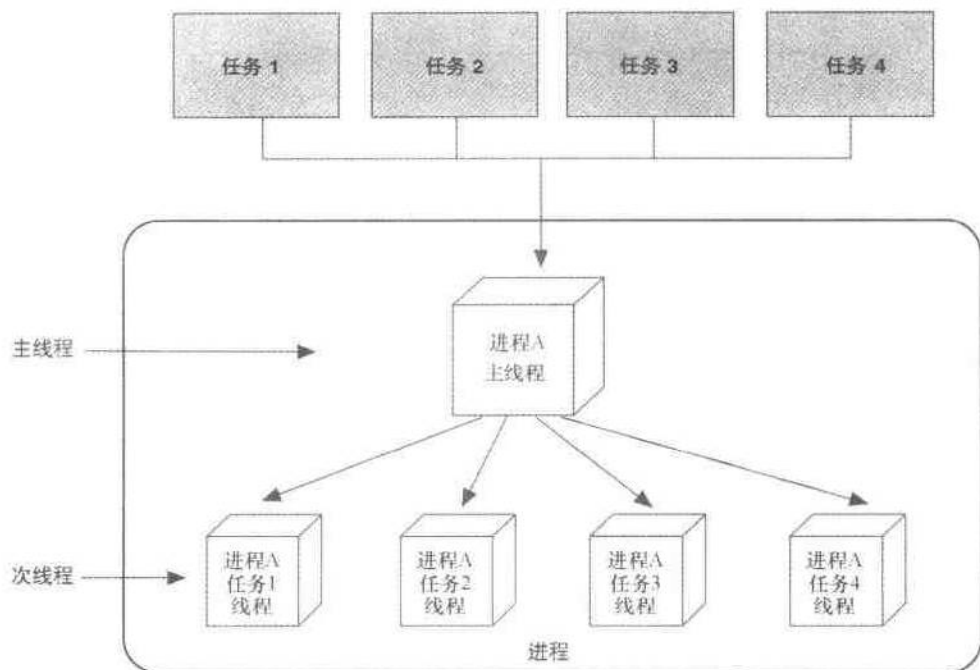 任务 1
任务 2
任务 3
任务 4
主线程
进程A
主线程
次线程
进程A
任务1
线程
进程A
任务2
线程
进程A
任务3
线程
进程A
任务4
线程
进程